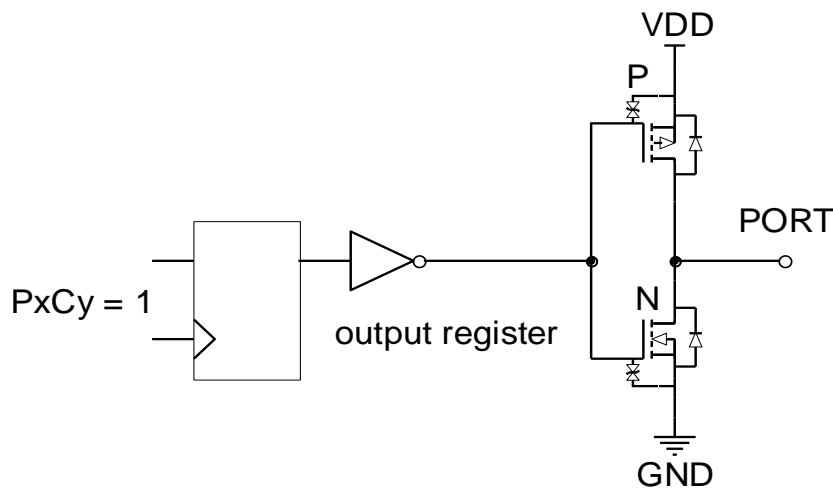 VDD
P
PORT
N
PxCy = 1
output register
GND